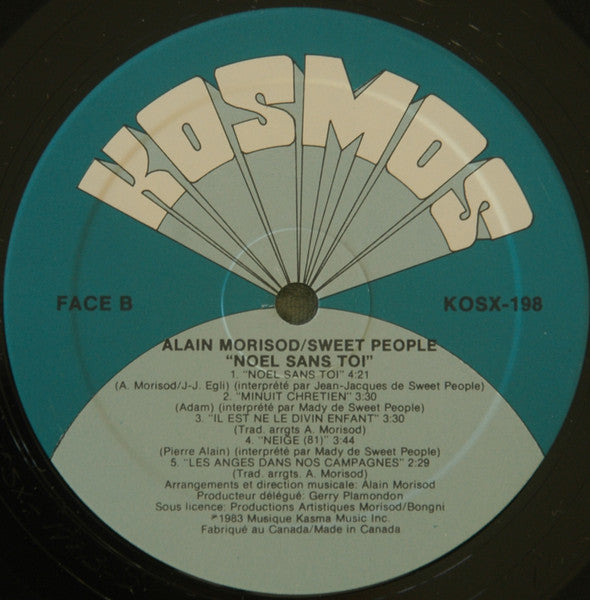 KOSMOS
FACE B
KOSX-198
ALAIN MORISOD/SWEET PEOPLE
"NOEL SANS TOI"
1. "NOEL SANS TOI" 4:21
(A. Morisod/J-J. Egli) (interprété par Jean-Jacques de Sweet People)
2. "MINUIT CHRETIEN" 3:30
(Adam) (interprété par Mady de Sweet People)
3. "IL EST NE LE DIVIN ENFANT" 3:30
(Trad. arrgts A. Morisod)
4. "NEIGE (81)" 3:44
(Pierre Alain) (interprété par Mady de Sweet People)
5. "LES ANGES DANS NOS CAMPAGNES" 2:29
(Trad. arrgts. A. Morisod)
Arrangements et direction musicale: Alain Morisod
Producteur délégué: Gerry Plamondon
Sous licence: Productions Artistiques Morisod/Bongni
℗1983 Musique Kasma Music Inc.
Fabriqué au Canada/Made in Canada